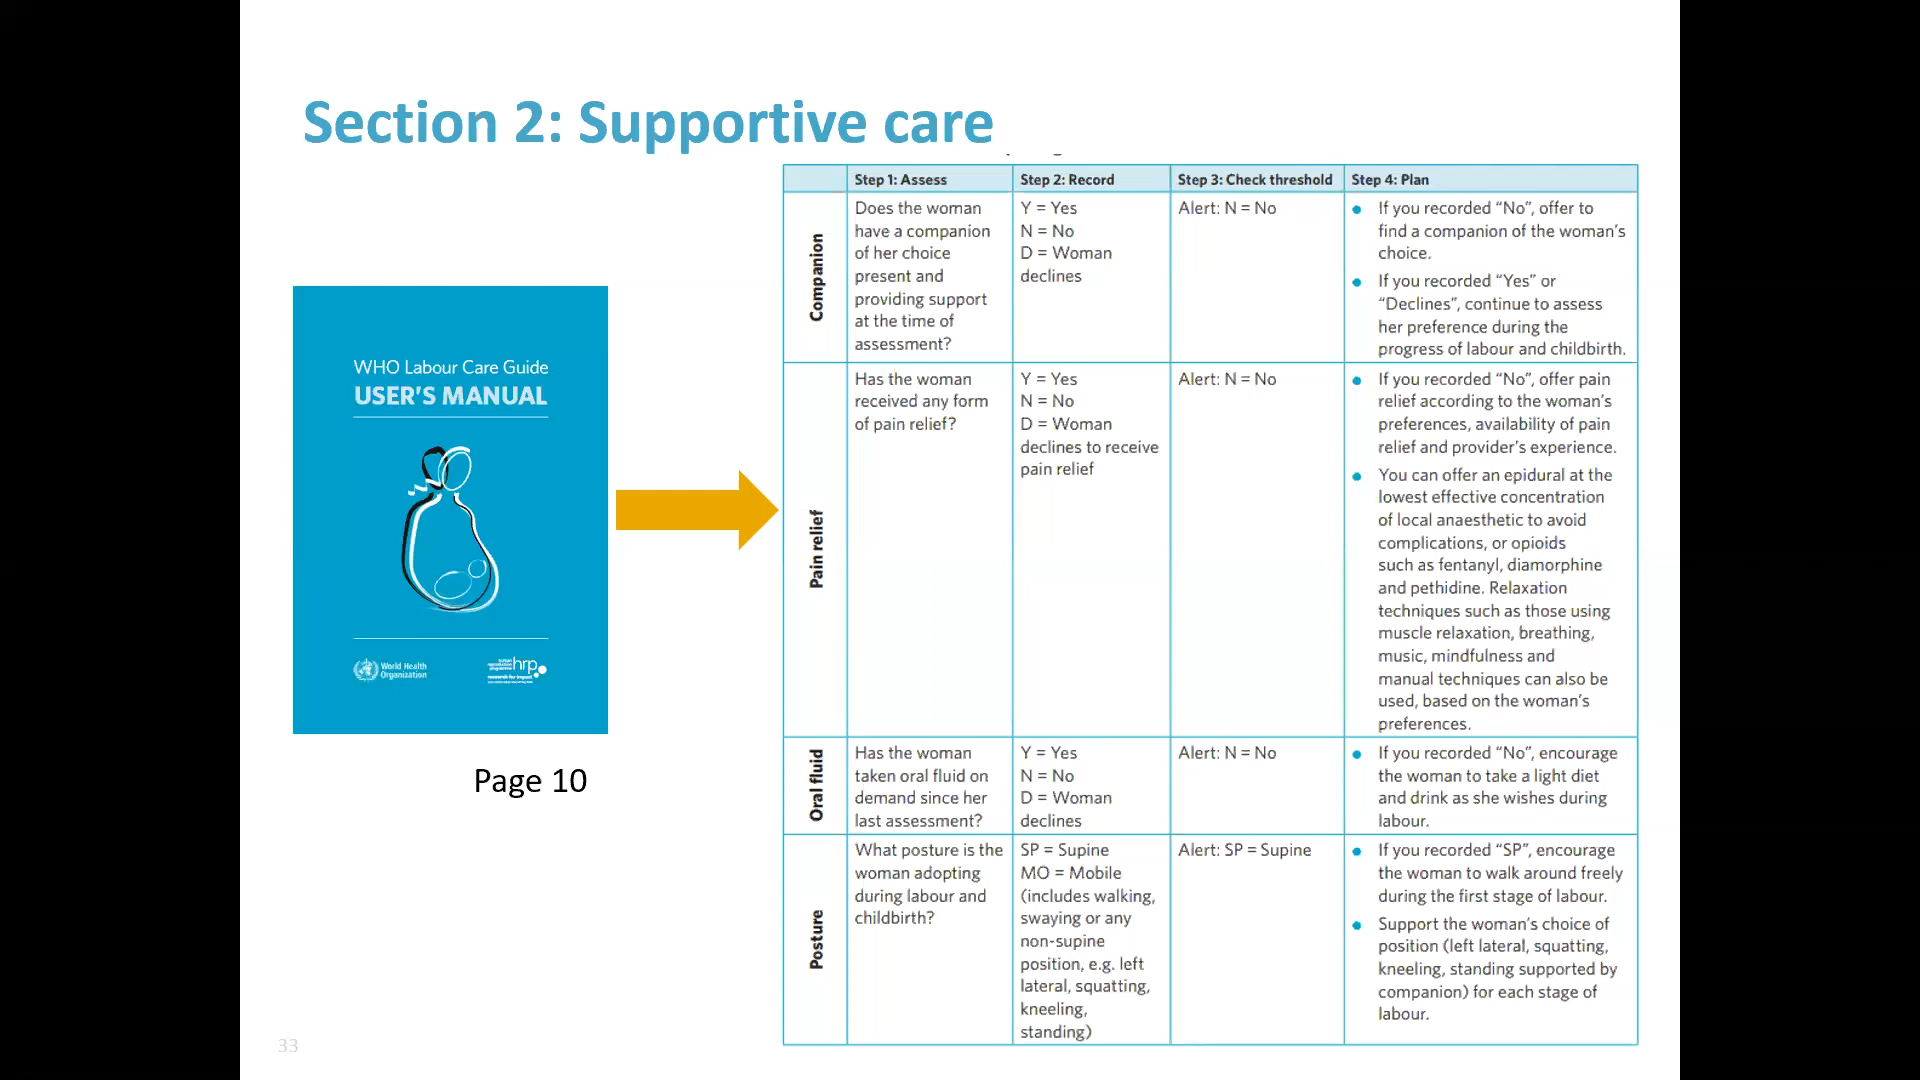 Section 2: Supportive care
WHO Labour Care Guide
USER'S MANUAL
World Health
Organization
hrp
Page 10
Step 1: Assess
Step 2: Record
Step 3: Check threshold
Step 4: Plan
Companion
Does the woman
have a companion
of her choice
present and
providing support
at the time of
assessment?
Y = Yes
N = No
D = Woman
declines
Alert: N = No
● If you recorded “No”, offer to
find a companion of the woman’s
choice.
● If you recorded “Yes” or
“Declines”, continue to assess
her preference during the
progress of labour and childbirth.
Pain relief
Has the woman
received any form
of pain relief?
Y = Yes
N = No
D = Woman
declines to receive
pain relief
Alert: N = No
● If you recorded “No”, offer pain
relief according to the woman’s
preferences, availability of pain
relief and provider’s experience.
● You can offer an epidural at the
lowest effective concentration
of local anaesthetic to avoid
complications, or opioids
such as fentanyl, diamorphine
and pethidine. Relaxation
techniques such as those using
muscle relaxation, breathing,
music, mindfulness and
manual techniques can also be
used, based on the woman’s
preferences.
Oral fluid
Has the woman
taken oral fluid on
demand since her
last assessment?
Y = Yes
N = No
D = Woman
declines
Alert: N = No
● If you recorded “No”, encourage
the woman to take a light diet
and drink as she wishes during
labour.
Posture
What posture is the
woman adopting
during labour and
childbirth?
SP = Supine
MO = Mobile
(includes walking,
swaying or any
non-supine
position, e.g. left
lateral, squatting,
kneeling,
standing)
Alert: SP = Supine
● If you recorded “SP”, encourage
the woman to walk around freely
during the first stage of labour.
● Support the woman’s choice of
position (left lateral, squatting,
kneeling, standing supported by
companion) for each stage of
labour.
33